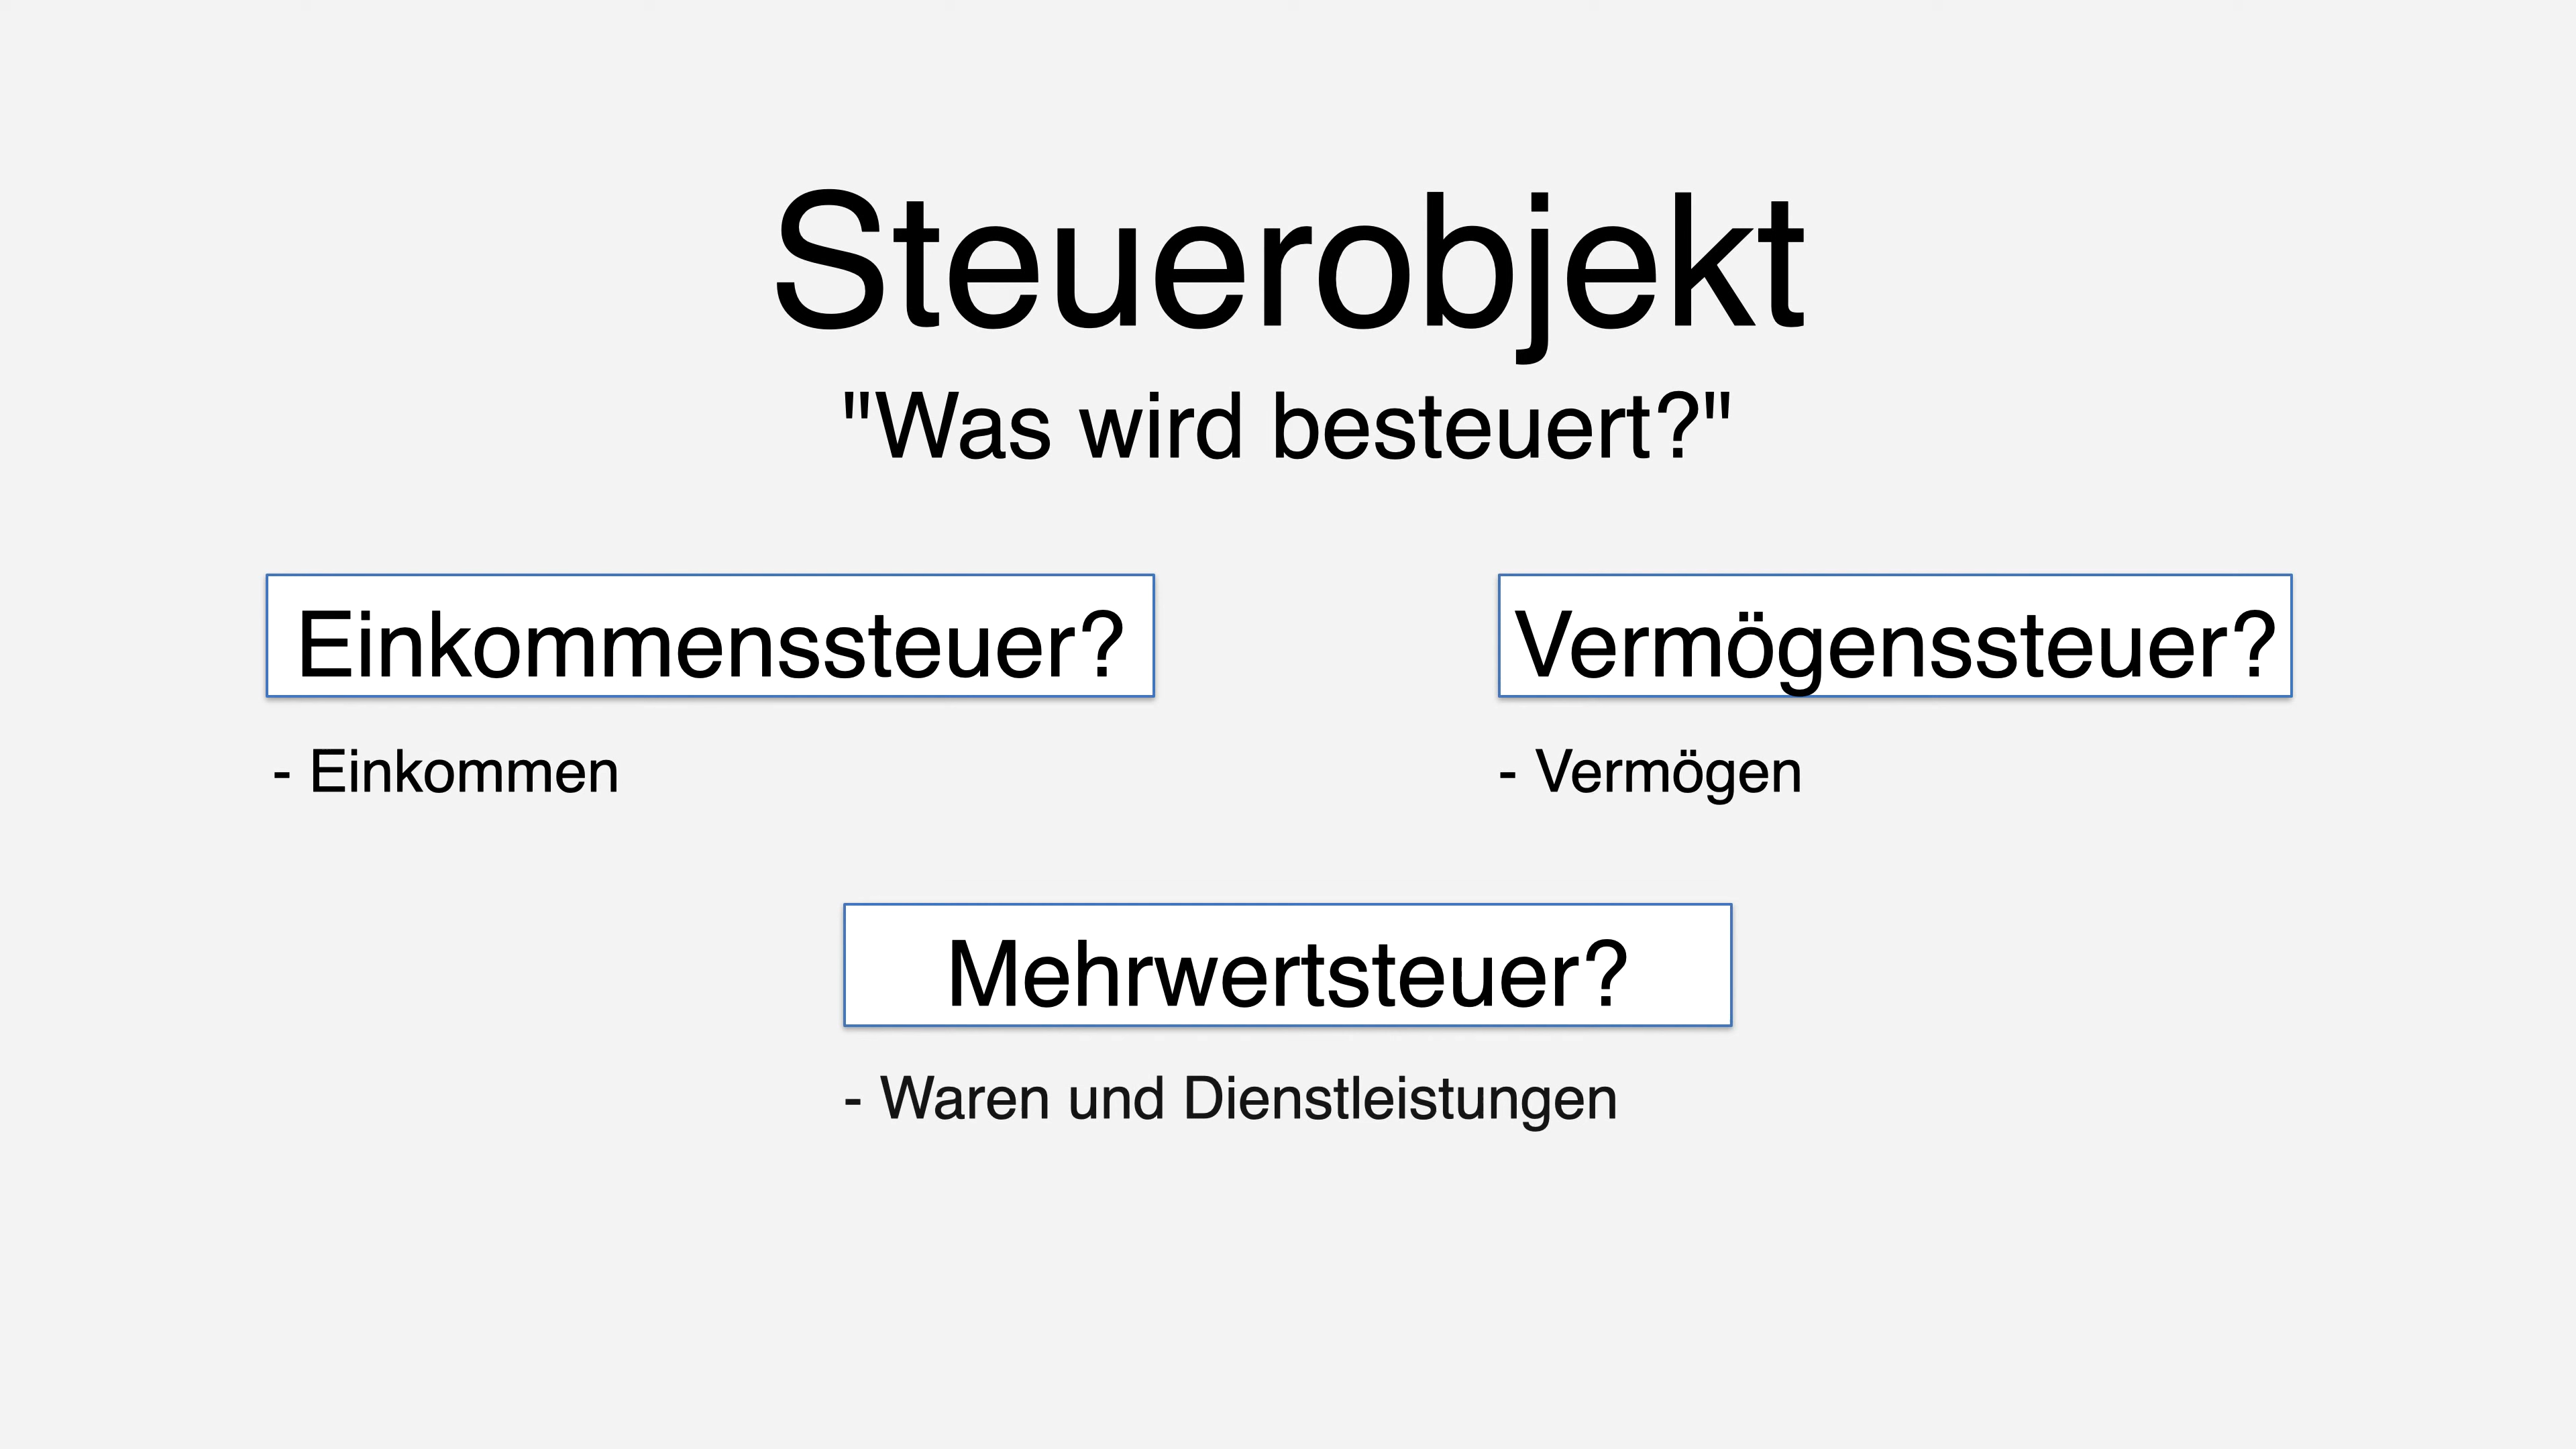 Steuerobjekt
"Was wird besteuert?"
Einkommenssteuer?
- Einkommen
Vermögenssteuer?
- Vermögen
Mehrwertsteuer?
- Waren und Dienstleistungen